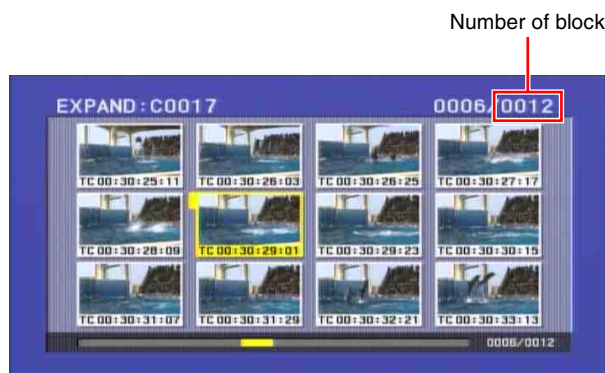 Number of block
EXPAND:C0017 0006/0012
TC 00:30:25:11 TC 00:30:26:03 TC 00:30:26:25 TC 00:30:27:17
TC 00:30:28:09 TC 00:30:29:01 TC 00:30:29:23 TC 00:30:30:15
TC 00:30:31:07 TC 00:30:31:29 TC 00:30:32:21 TC 00:30:33:13
0006/0012